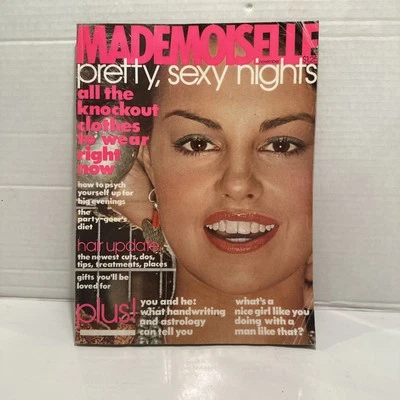 MADEMOISELLE
pretty, sexy nights
all the
knockout
clothes
to wear
right
now
how to psych
yourself up for
big evenings
the
party-goer's
diet
hair update
the newest cuts, dos,
tips, treatments, places
gifts you'll be
loved for
plus!
you and he:
what handwriting
and astrology
can tell you
what's a
nice girl like you
doing with a
man like that?